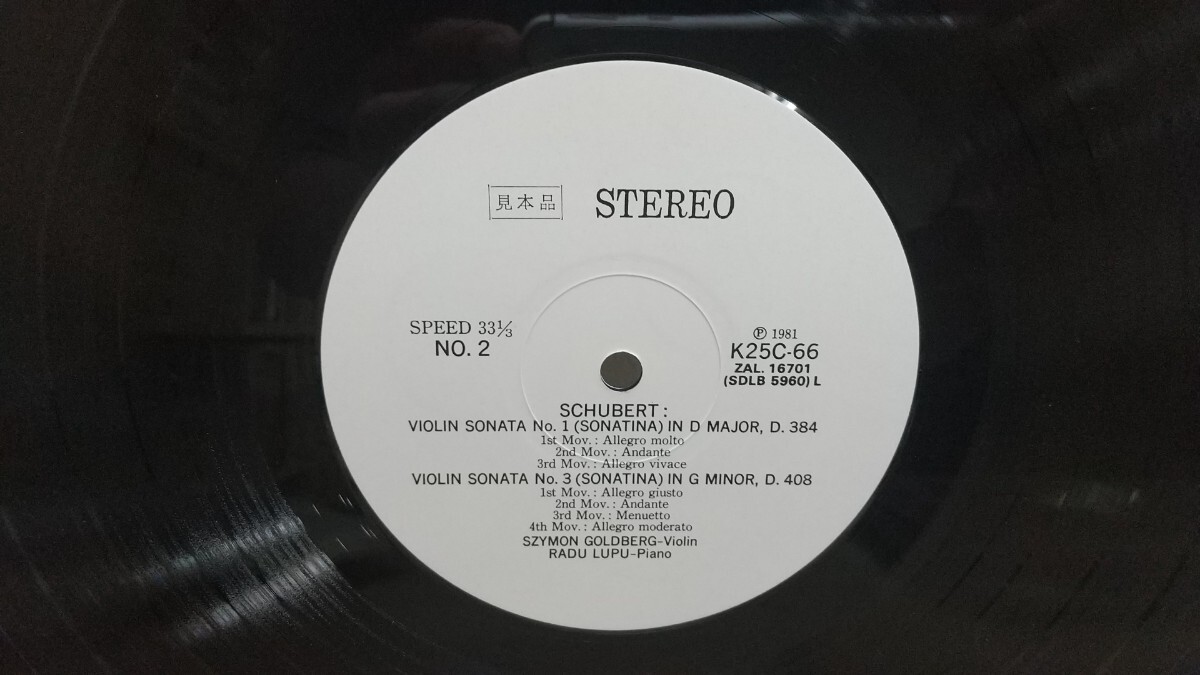 見本品 STEREO
SPEED 33⅓
NO. 2
℗ 1981
K25C-66
ZAL. 16701
(SDLB 5960) L
SCHUBERT:
VIOLIN SONATA No. 1 (SONATINA) IN D MAJOR, D. 384
1st Mov.: Allegro molto
2nd Mov.: Andante
3rd Mov.: Allegro vivace
VIOLIN SONATA No. 3 (SONATINA) IN G MINOR, D. 408
1st Mov.: Allegro giusto
2nd Mov.: Andante
3rd Mov.: Menuetto
4th Mov.: Allegro moderato
SZYMON GOLDBERG-Violin
RADU LUPU-Piano